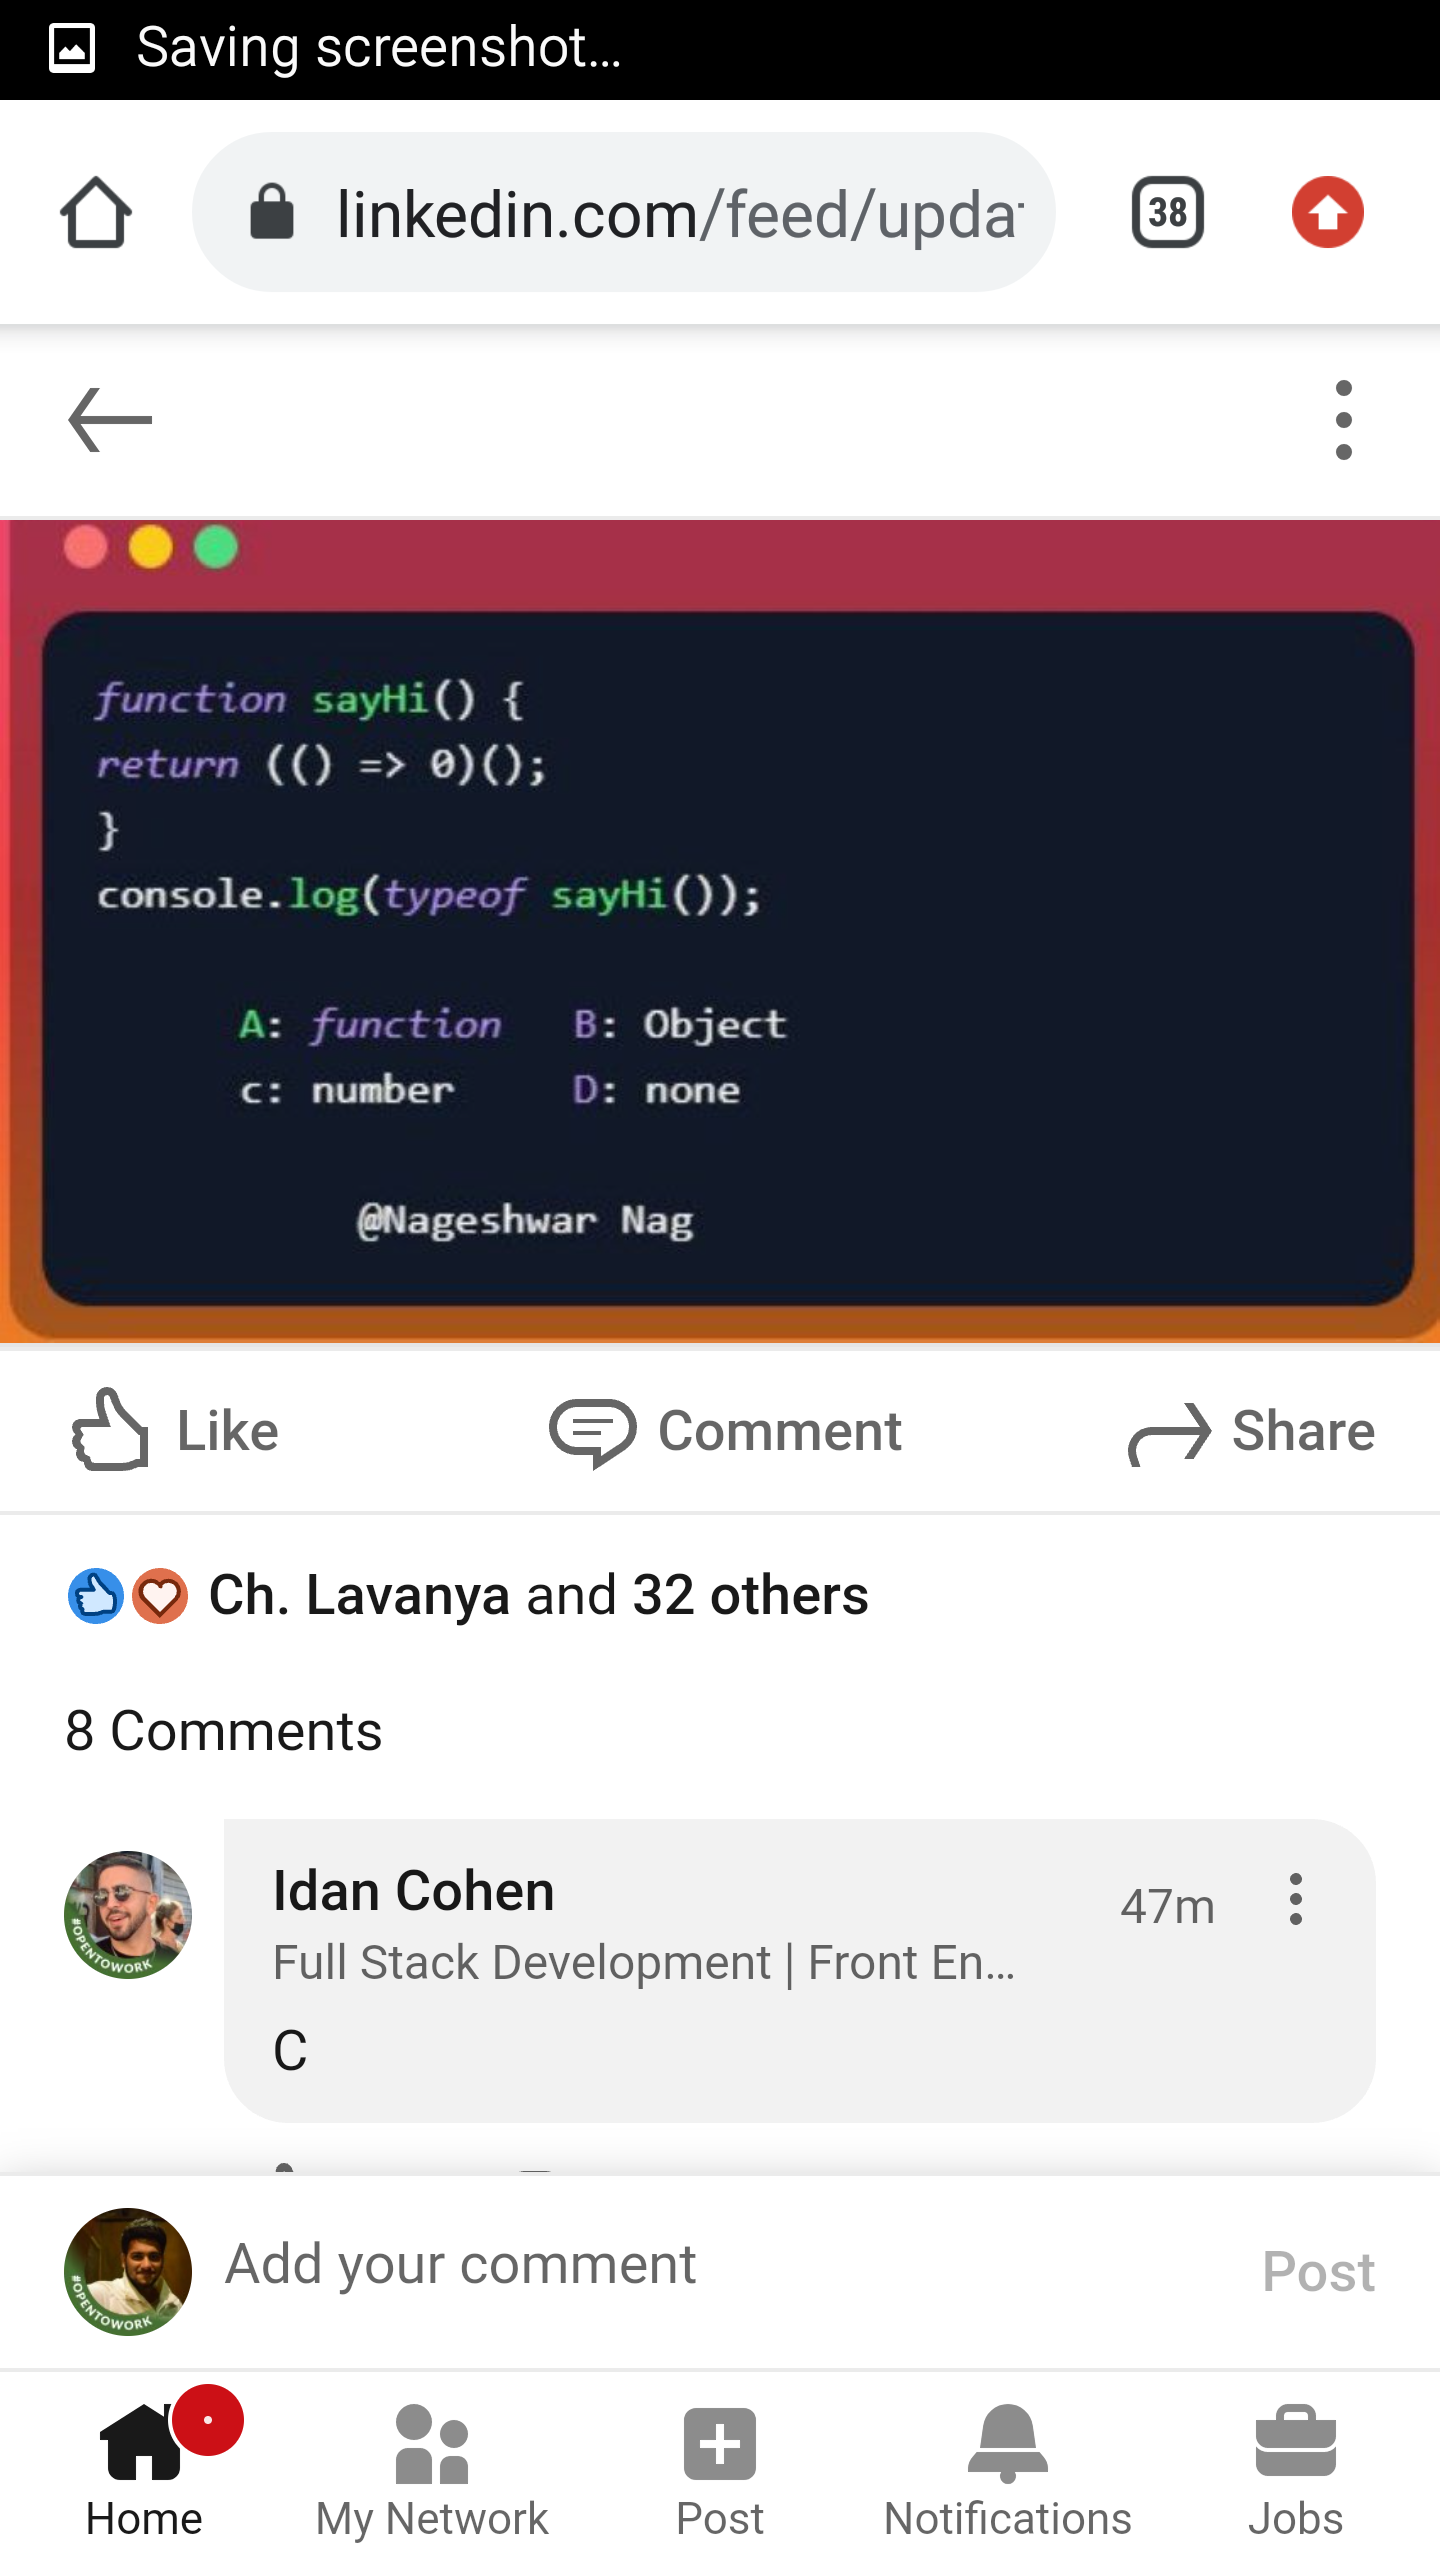 Saving screenshot...
linkedin.com/feed/upda
38
function sayHi() {
return (() => 0)();
}
console.log(typeof sayHi());
A: function B: Object
c: number D: none
@Nageshwar Nag
Like Comment Share
Ch. Lavanya and 32 others
8 Comments
Idan Cohen
47m
Full Stack Development | Front En...
C
#OPENTOWORK
Add your comment
Post
#OPENTOWORK
Home My Network Post Notifications Jobs